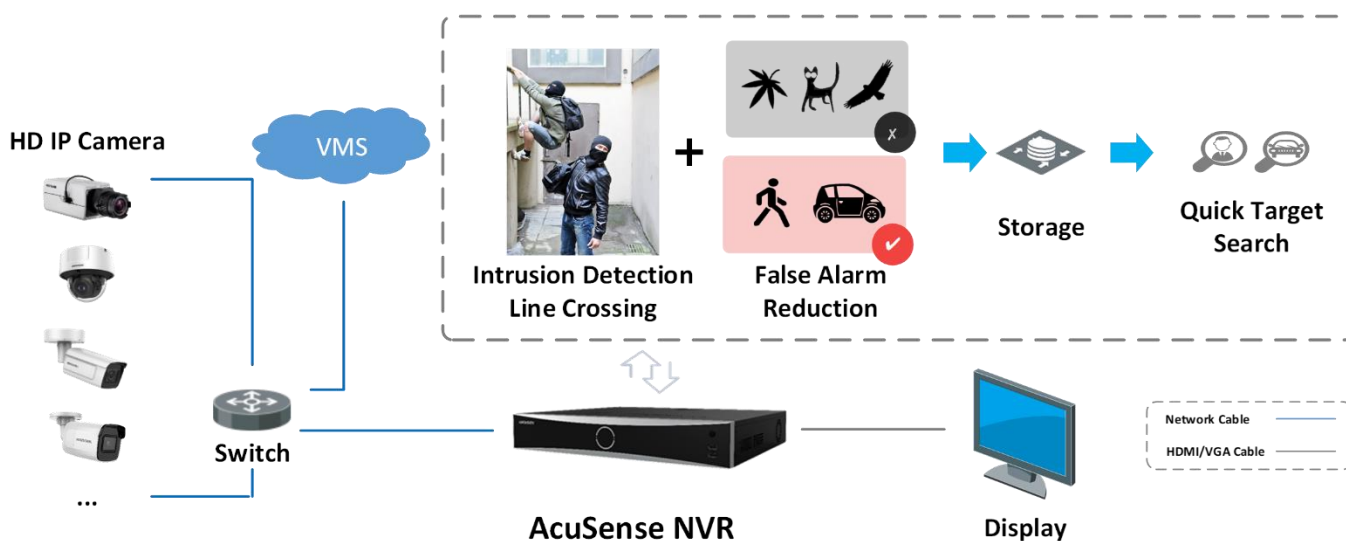 HD IP Camera
VMS
Intrusion Detection
Line Crossing
+
False Alarm
Reduction
Storage
Quick Target
Search
Switch
...
AcuSense NVR
Display
Network Cable
HDMI/VGA Cable